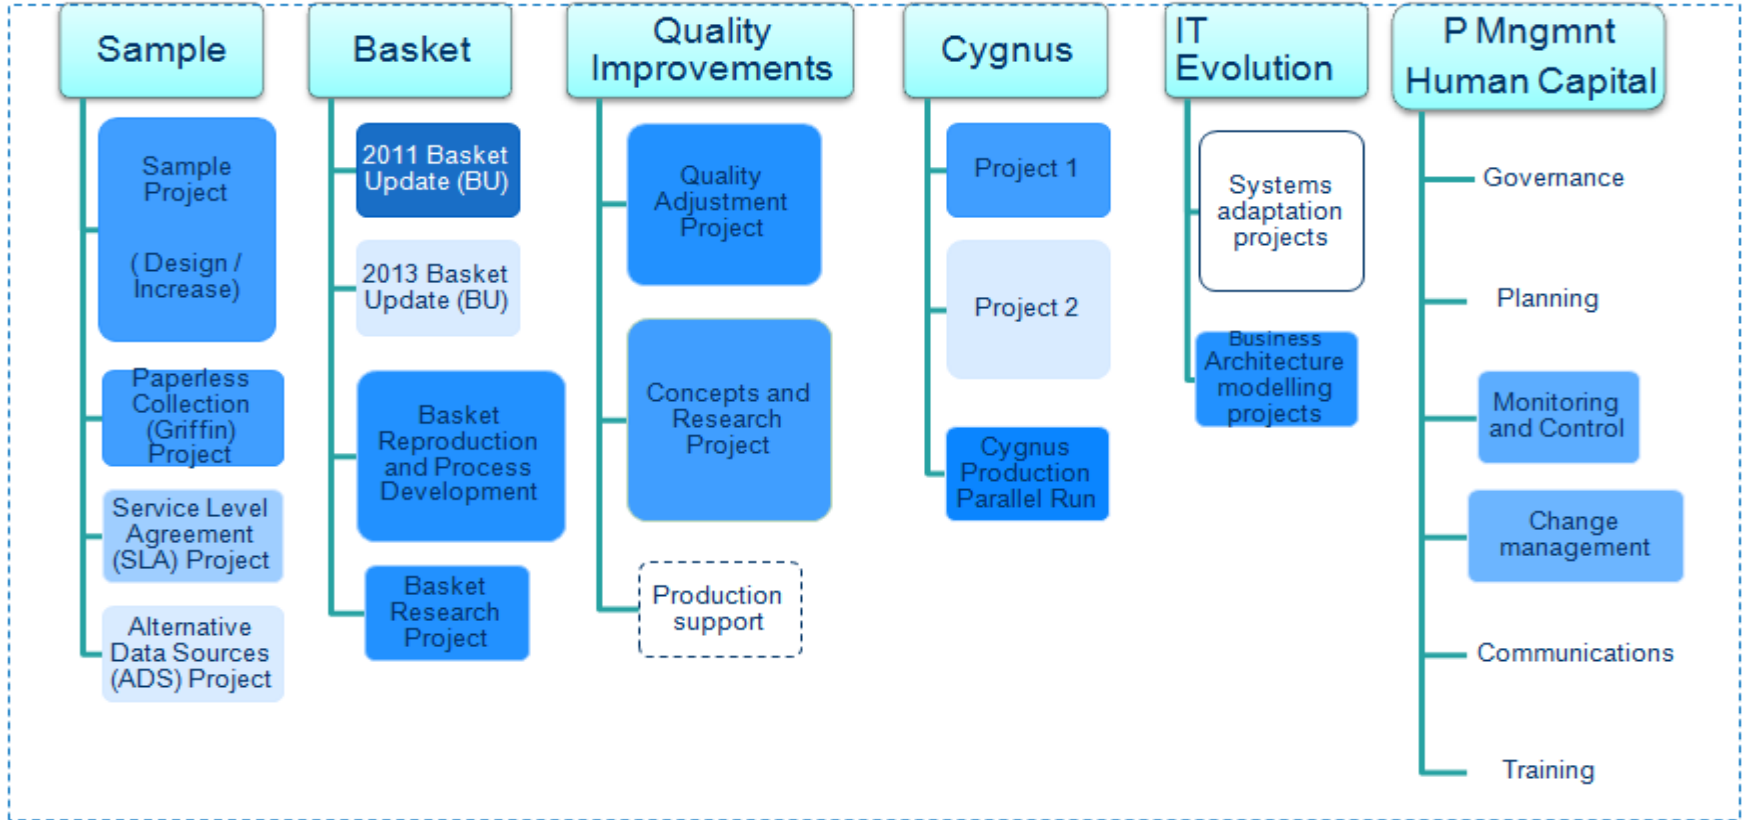 Sample
Sample
Project
( Design /
Increase)
Paperless
Collection
(Griffin)
Project
Service Level
Agreement
(SLA) Project
Alternative
Data Sources
(ADS) Project
Basket
2011 Basket
Update (BU)
2013 Basket
Update (BU)
Basket
Reproduction
and Process
Development
Basket
Research
Project
Quality
Improvements
Quality
Adjustment
Project
Concepts and
Research
Project
Production
support
Cygnus
Project 1
Project 2
Cygnus
Production
Parallel Run
IT
Evolution
Systems
adaptation
projects
Business
Architecture
modelling
projects
P Mngmnt
Human Capital
Governance
Planning
Monitoring
and Control
Change
management
Communications
Training